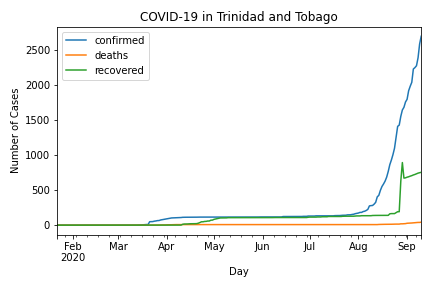 COVID-19 in Trinidad and Tobago
confirmed
deaths
recovered
Number of Cases
2500
2000
1500
1000
500
0
Feb Mar Apr May Jun Jul Aug Sep
2020
Day